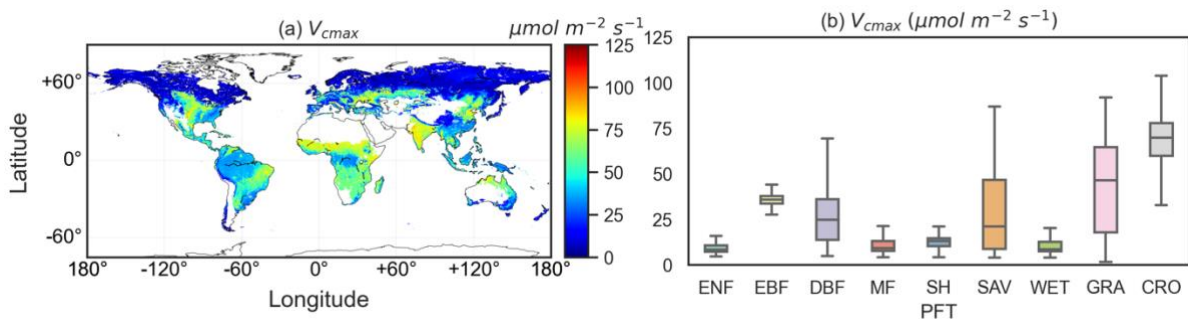 (a) V_cmax
μmol m⁻² s⁻¹
Latitude
+60°
0°
-60°
180° -120° -60° 0° +60° +120° 180°
Longitude
125
100
75
50
25
0
(b) V_cmax (μmol m⁻² s⁻¹)
125
100
75
50
25
0
ENF EBF DBF MF SH SAV WET GRA CRO
PFT